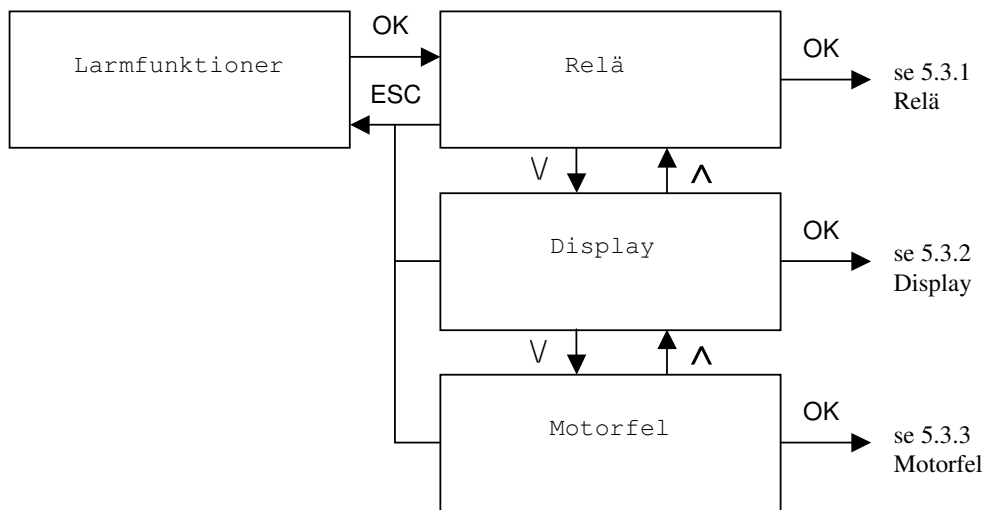 OK
OK
Larmfunktioner
Relä
se 5.3.1
Relä
ESC
\/ ʌ
OK
Display
se 5.3.2
Display
\/ ʌ
OK
Motorfel
se 5.3.3
Motorfel